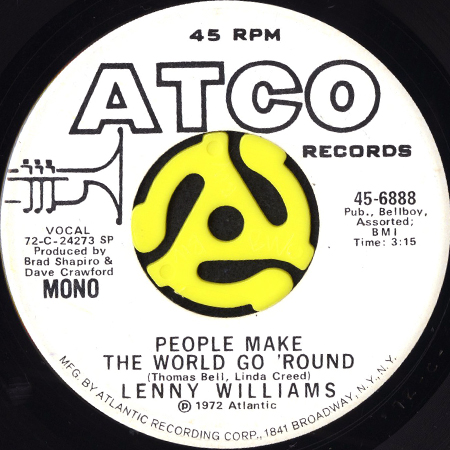 45 RPM
ATCO
RECORDS
VOCAL
72-C-24273 SP
Produced by
Brad Shapiro &
Dave Crawford
MONO
45-6888
Pub., Bellboy,
Assorted;
BMI
Time: 3:15
PEOPLE MAKE
THE WORLD GO 'ROUND
(Thomas Bell, Linda Creed)
LENNY WILLIAMS
℗ 1972 Atlantic
MFG. BY ATLANTIC RECORDING CORP., 1841 BROADWAY, N.Y., N.Y.